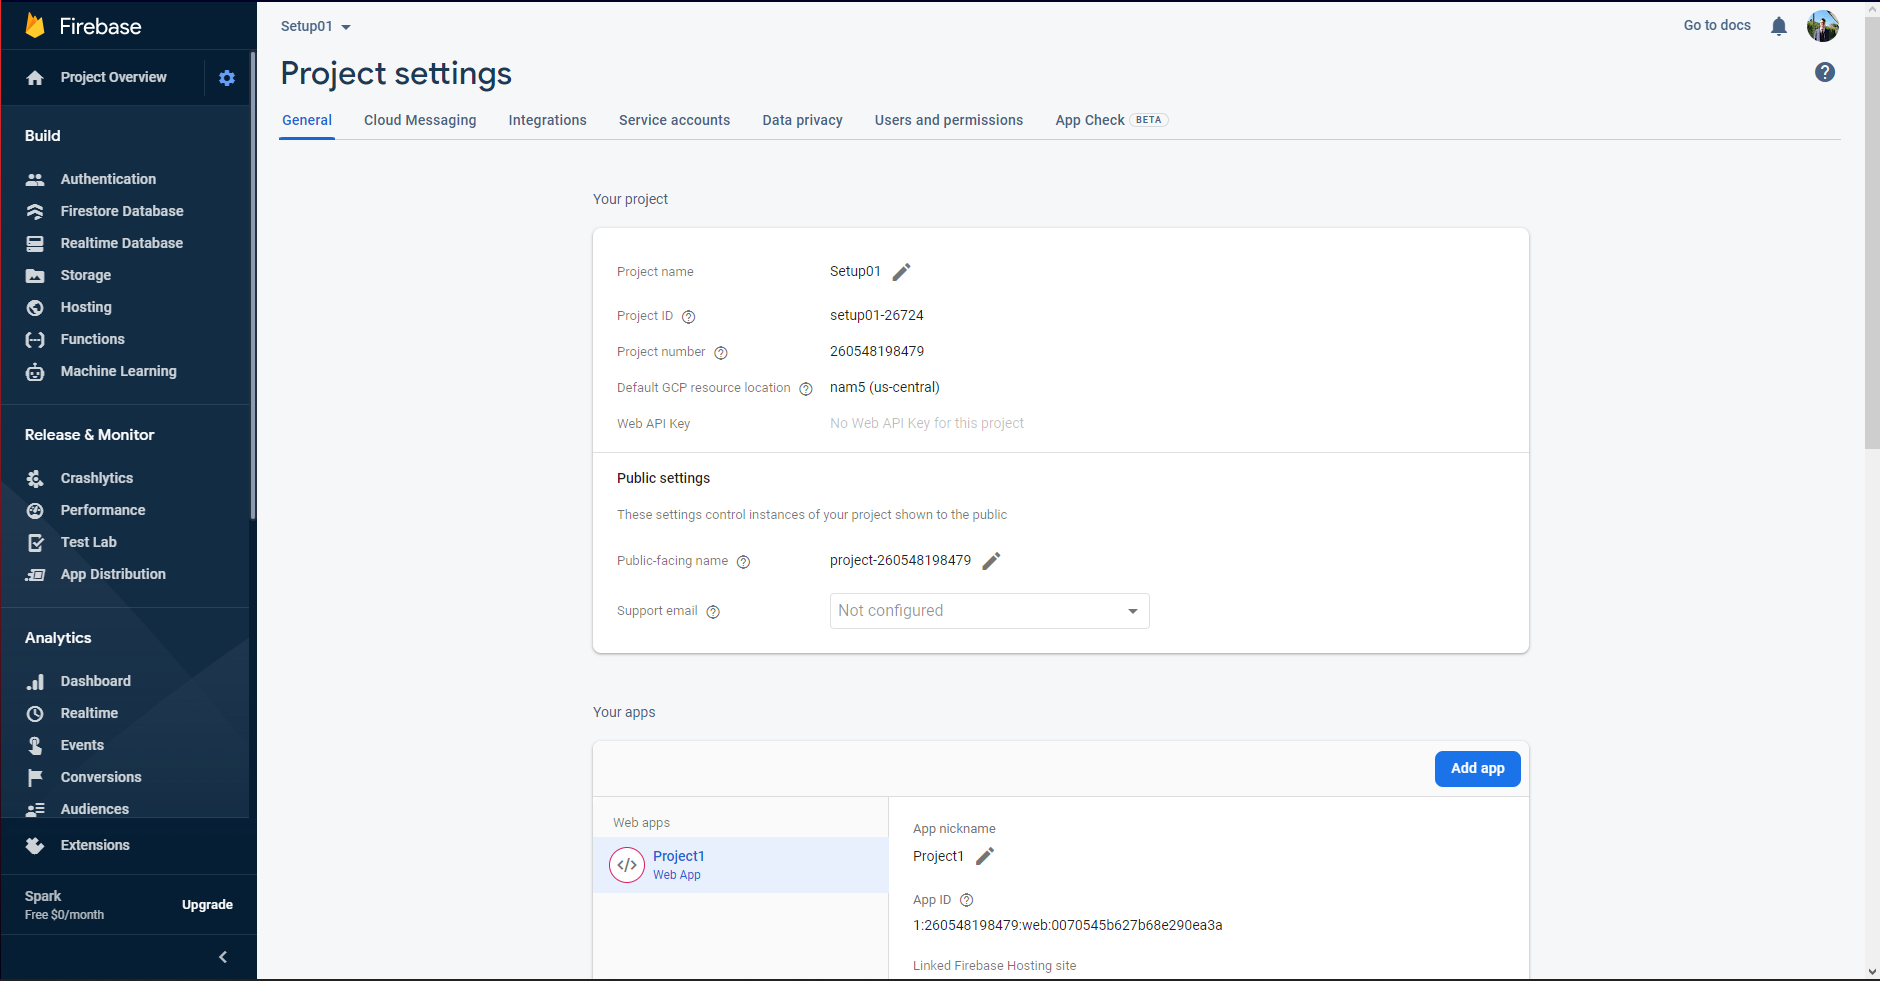 Firebase
Project Overview
Build
Authentication
Firestore Database
Realtime Database
Storage
Hosting
Functions
Machine Learning
Release & Monitor
Crashlytics
Performance
Test Lab
App Distribution
Analytics
Dashboard
Realtime
Events
Conversions
Audiences
Extensions
Spark
Free $0/month
Upgrade
Setup01
Go to docs
Project settings
General Cloud Messaging Integrations Service accounts Data privacy Users and permissions App Check BETA
Your project
Project name Setup01
Project ID setup01-26724
Project number 260548198479
Default GCP resource location nam5 (us-central)
Web API Key No Web API Key for this project
Public settings
These settings control instances of your project shown to the public
Public-facing name project-260548198479
Support email Not configured
Your apps
Add app
Web apps
Project1
Web App
App nickname
Project1
App ID
1:260548198479:web:0070545b627b68e290ea3a
Linked Firebase Hosting site